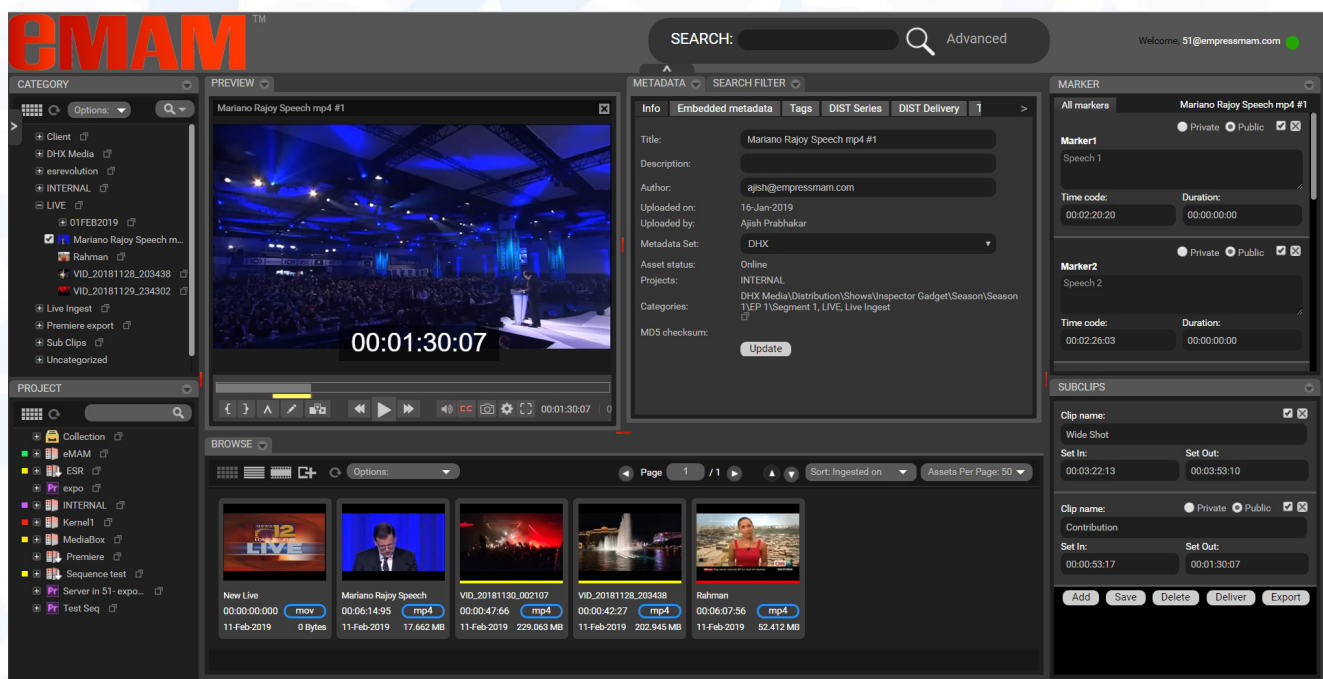 eMAM™
SEARCH:
Advanced
Welcome, 51@empressmam.com
CATEGORY
Options:
Client
DHX Media
esrevolution
INTERNAL
LIVE
01FEB2019
Mariano Rajoy Speech m...
Rahman
VID_20181128_203438
VID_20181129_234302
Live Ingest
Premiere export
Sub Clips
Uncategorized
PROJECT
Collection
eMAM
ESR
Pr expo
INTERNAL
Kernel1
MediaBox
Premiere
Sequence test
Pr Server in 51- expo...
Pr Test Seq
PREVIEW
Mariano Rajoy Speech mp4 #1
00:01:30:07
CC 00:01:30:07 0
METADATA SEARCH FILTER
Info Embedded metadata Tags DIST Series DIST Delivery >
Title: Mariano Rajoy Speech mp4 #1
Description:
Author: ajish@empressmam.com
Uploaded on: 16-Jan-2019
Uploaded by: Ajish Prabhakar
Metadata Set: DHX
Asset status: Online
Projects: INTERNAL
Categories: DHX Media\Distribution\Shows\Inspector Gadget\Season\Season
1\EP 1\Segment 1, LIVE, Live Ingest
MD5 checksum:
Update
BROWSE
Options:
Page 1 / 1
Sort: Ingested on
Assets Per Page: 50
12
LIVE
CNN
New Live
00:00:00:000 mov
11-Feb-2019 0 Bytes
Mariano Rajoy Speech
00:06:14:95 mp4
11-Feb-2019 17.662 MB
VID_20181130_002107
00:00:47:66 mp4
11-Feb-2019 229.063 MB
VID_20181128_203438
00:00:42:27 mp4
11-Feb-2019 202.945 MB
Rahman
00:06:07:56 mp4
11-Feb-2019 52.412 MB
MARKER
All markers Mariano Rajoy Speech mp4 #1
Private Public
Marker1
Speech 1
Time code: Duration:
00:02:20:20 00:00:00:00
Private Public
Marker2
Speech 2
Time code: Duration:
00:02:26:03 00:00:00:00
SUBCLIPS
Clip name:
Wide Shot
Set In: Set Out:
00:03:22:13 00:03:53:10
Clip name: Private Public
Contribution
Set In: Set Out:
00:00:53:17 00:01:30:07
Add Save Delete Deliver Export